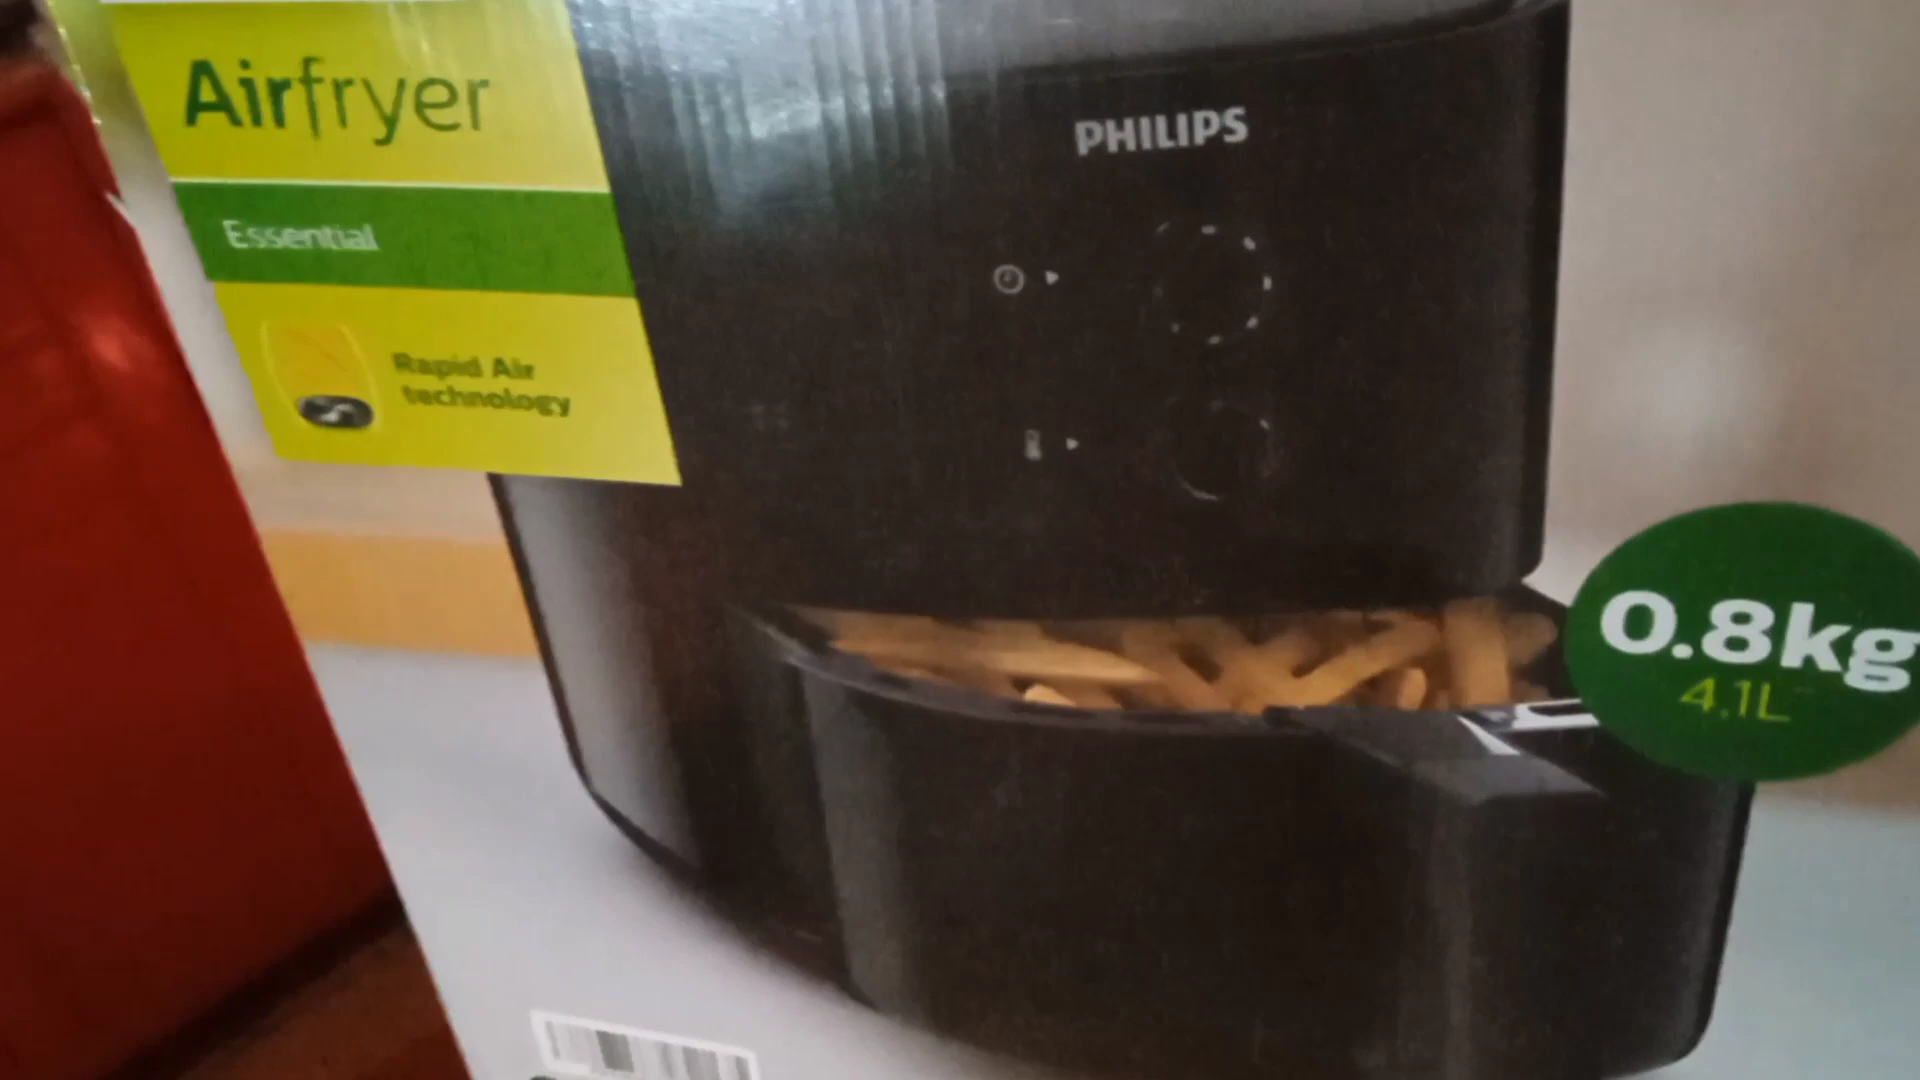 Airfryer
Essential
Rapid Air
technology
PHILIPS
0.8kg
4.1L